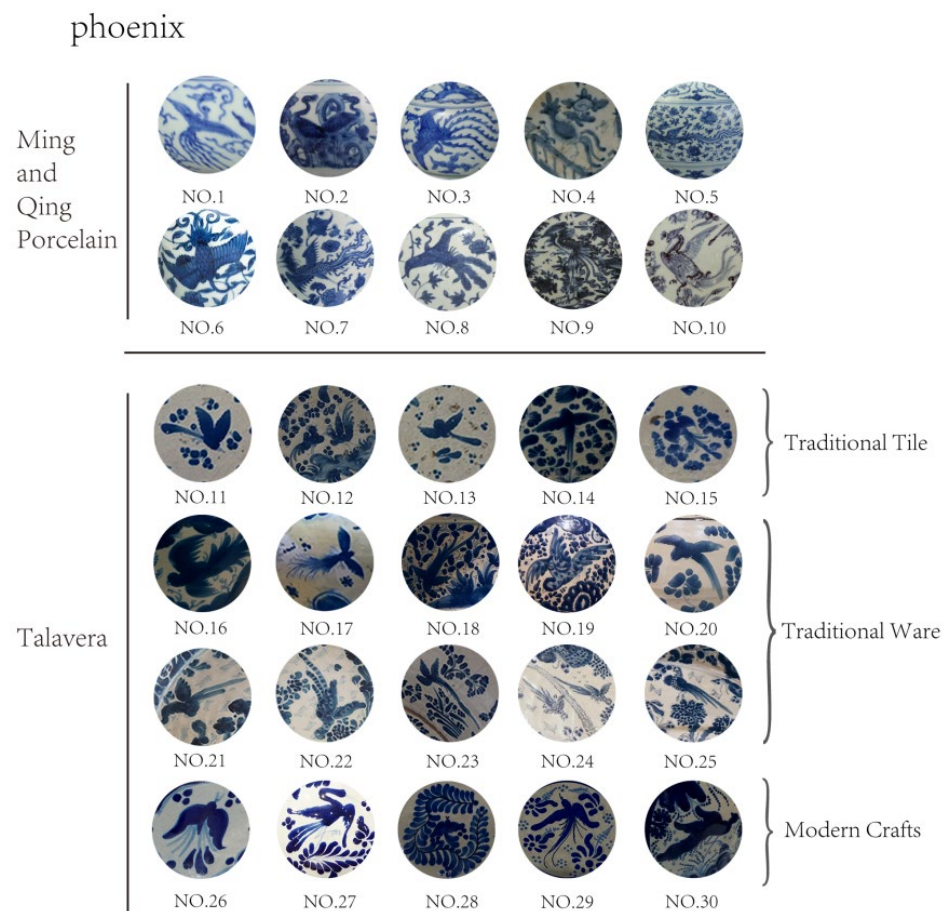 phoenix
Ming
and
Qing
Porcelain
NO.1 NO.2 NO.3 NO.4 NO.5
NO.6 NO.7 NO.8 NO.9 NO.10
NO.11 NO.12 NO.13 NO.14 NO.15
Traditional Tile
NO.16 NO.17 NO.18 NO.19 NO.20
Talavera
Traditional Ware
NO.21 NO.22 NO.23 NO.24 NO.25
Modern Crafts
NO.26 NO.27 NO.28 NO.29 NO.30